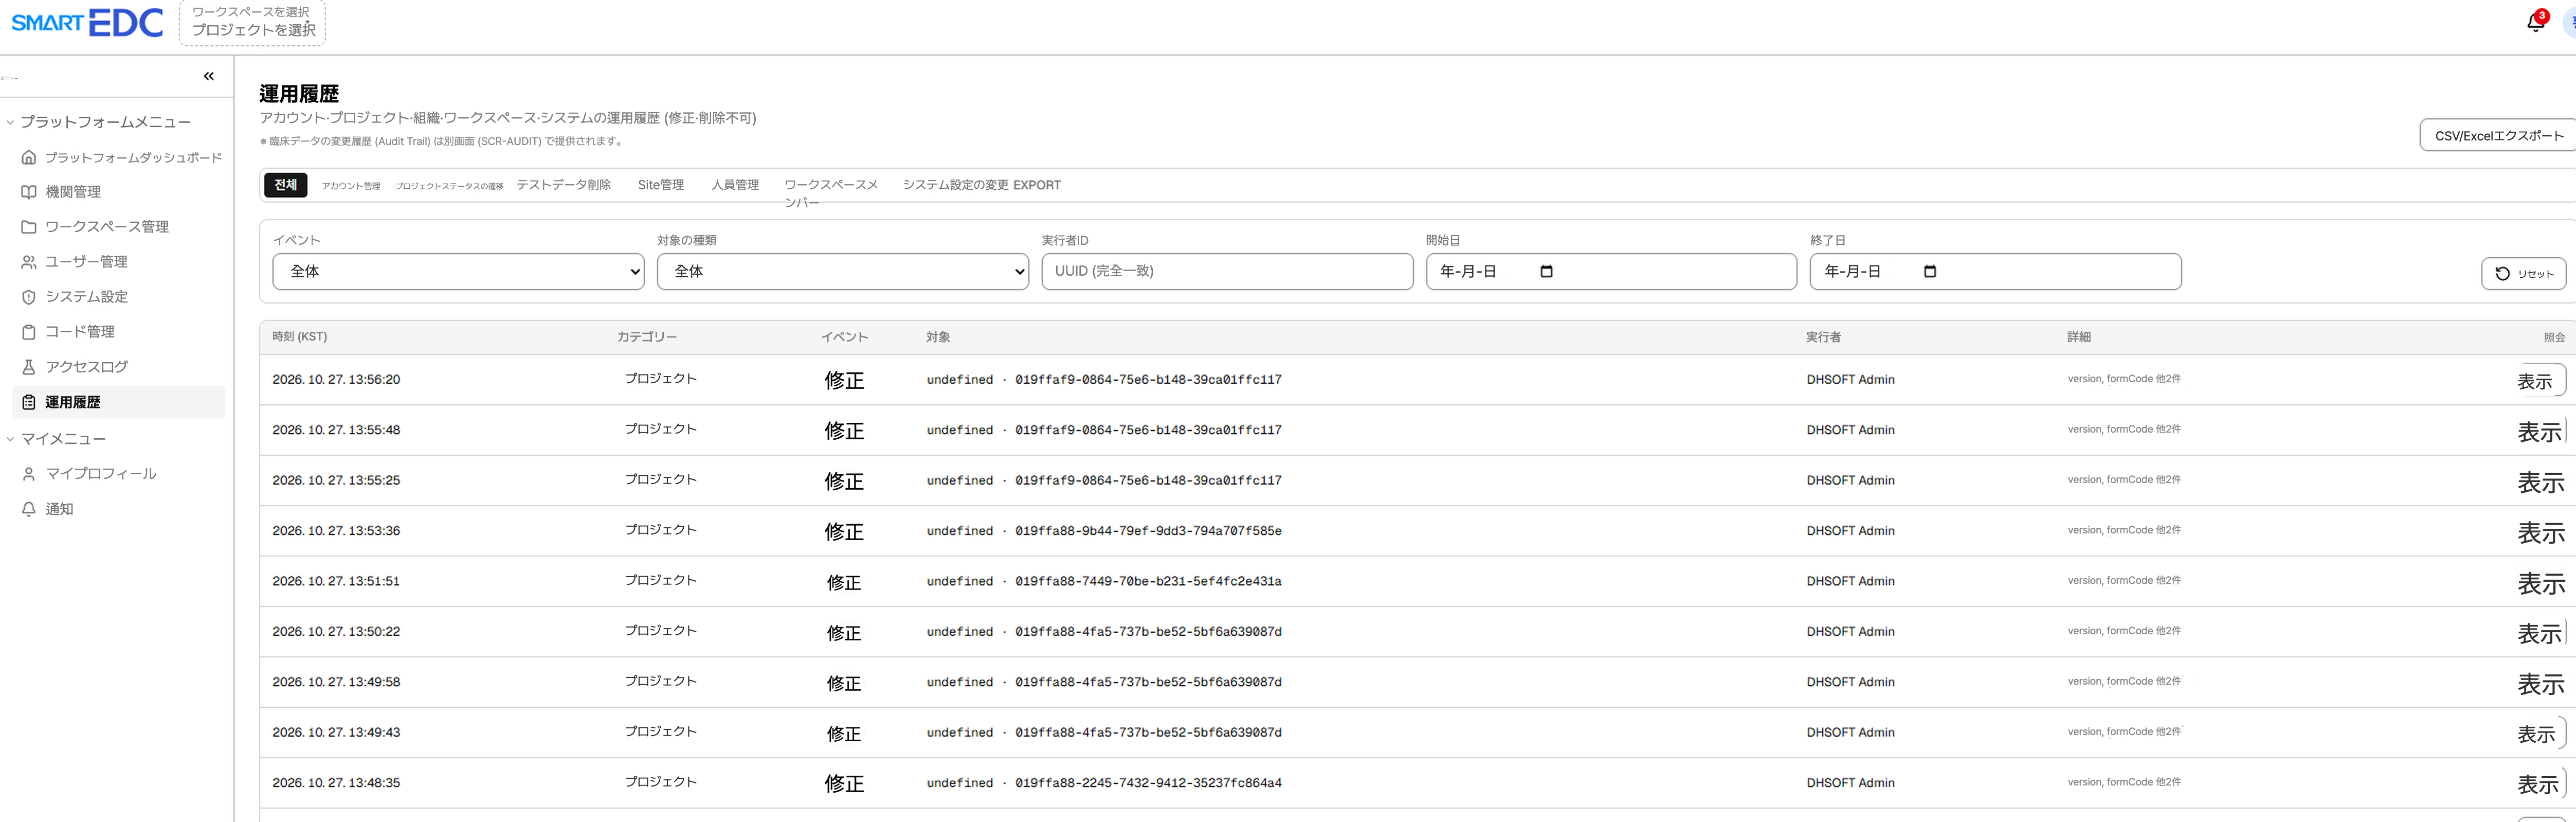 SMART EDC
ワークスペースを選択
プロジェクトを選択
3
メニュー
«
プラットフォームメニュー
プラットフォームダッシュボード
機関管理
ワークスペース管理
ユーザー管理
システム設定
コード管理
アクセスログ
運用履歴
マイメニュー
マイプロフィール
通知
運用履歴
アカウント·プロジェクト·組織·ワークスペース·システムの運用履歴 (修正·削除不可)
※ 臨床データの変更履歴 (Audit Trail) は別画面 (SCR-AUDIT) で提供されます。
CSV/Excelエクスポート
전체 アカウント管理 プロジェクトステータスの遷移 テストデータ削除 Site管理 人員管理 ワークスペースメンバー システム設定の変更 EXPORT
イベント 対象の種類 実行者ID 開始日 終了日
全体 全体 UUID (完全一致) 年-月-日 年-月-日 リセット
時刻 (KST) カテゴリー イベント 対象 実行者 詳細 照会
2026. 10. 27. 13:56:20 プロジェクト 修正 undefined · 019ffaf9-0864-75e6-b148-39ca01ffc117 DHSOFT Admin version, formCode 他2件 表示
2026. 10. 27. 13:55:48 プロジェクト 修正 undefined · 019ffaf9-0864-75e6-b148-39ca01ffc117 DHSOFT Admin version, formCode 他2件 表示
2026. 10. 27. 13:55:25 プロジェクト 修正 undefined · 019ffaf9-0864-75e6-b148-39ca01ffc117 DHSOFT Admin version, formCode 他2件 表示
2026. 10. 27. 13:53:36 プロジェクト 修正 undefined · 019ffa88-9b44-79ef-9dd3-794a707f585e DHSOFT Admin version, formCode 他2件 表示
2026. 10. 27. 13:51:51 プロジェクト 修正 undefined · 019ffa88-7449-70be-b231-5ef4fc2e431a DHSOFT Admin version, formCode 他2件 表示
2026. 10. 27. 13:50:22 プロジェクト 修正 undefined · 019ffa88-4fa5-737b-be52-5bf6a639087d DHSOFT Admin version, formCode 他2件 表示
2026. 10. 27. 13:49:58 プロジェクト 修正 undefined · 019ffa88-4fa5-737b-be52-5bf6a639087d DHSOFT Admin version, formCode 他2件 表示
2026. 10. 27. 13:49:43 プロジェクト 修正 undefined · 019ffa88-4fa5-737b-be52-5bf6a639087d DHSOFT Admin version, formCode 他2件 表示
2026. 10. 27. 13:48:35 プロジェクト 修正 undefined · 019ffa88-2245-7432-9412-35237fc864a4 DHSOFT Admin version, formCode 他2件 表示